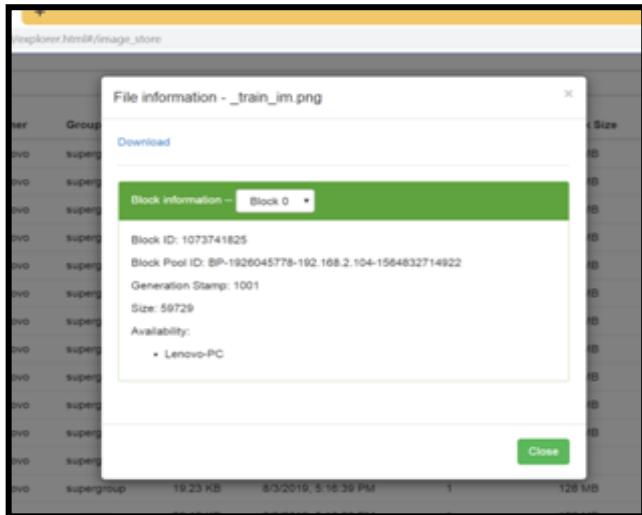 +
/explorer.html#/image_store
File information - _train_im.png ×
Download
Block information -- Block 0
Block ID: 1073741825
Block Pool ID: BP-1926045778-192.168.2.104-1564832714922
Generation Stamp: 1001
Size: 59729
Availability:
• Lenovo-PC
Close
ovo supergroup 19.23 KB 8/3/2019, 5:16:39 PM 1 128 MB